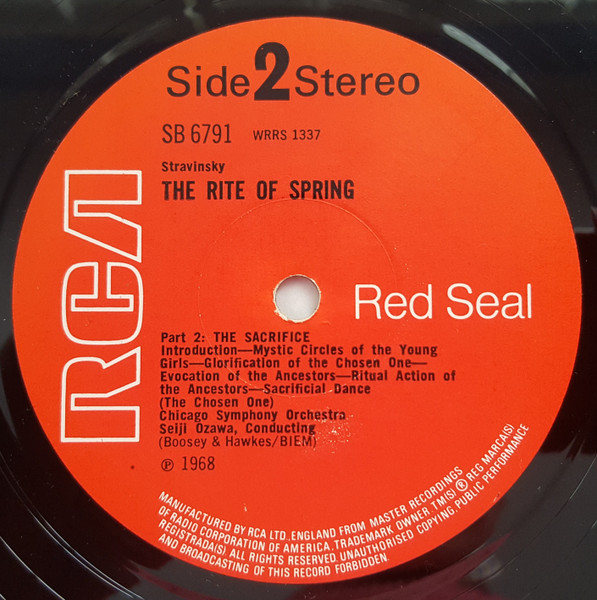 Side 2 Stereo
SB 6791 WRRS 1337
Stravinsky
THE RITE OF SPRING
RCA
Red Seal
Part 2: THE SACRIFICE
Introduction—Mystic Circles of the Young
Girls—Glorification of the Chosen One—
Evocation of the Ancestors—Ritual Action of
the Ancestors—Sacrificial Dance
(The Chosen One)
Chicago Symphony Orchestra
Seiji Ozawa, Conducting
(Boosey & Hawkes/BIEM)
℗ 1968
MANUFACTURED BY RCA LTD. ENGLAND FROM MASTER RECORDINGS
OF RADIO CORPORATION OF AMERICA. TRADEMARK OWNER. TM(S) ® REG MARCA(S)
REGISTRADA(S) ALL RIGHTS RESERVED. UNAUTHORISED COPYING, PUBLIC PERFORMANCE
AND BROADCASTING OF THIS RECORD FORBIDDEN.